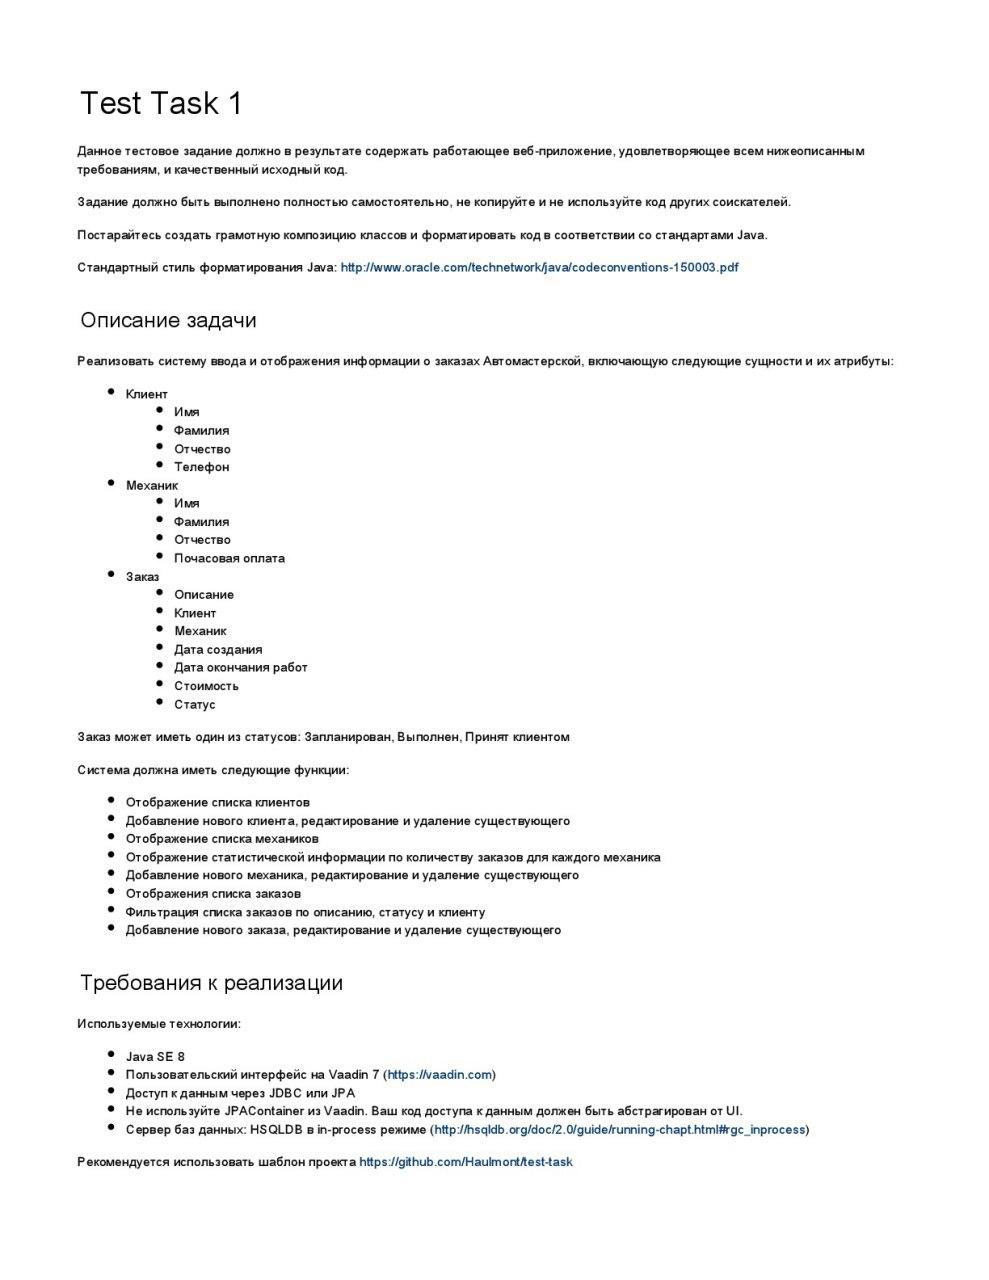 Test Task 1
Данное тестовое задание должно в результате содержать работающее веб-приложение, удовлетворяющее всем нижеописанным
требованиям, и качественный исходный код.
Задание должно быть выполнено полностью самостоятельно, не копируйте и не используйте код других соискателей.
Постарайтесь создать грамотную композицию классов и форматировать код в соответствии со стандартами Java.
Стандартный стиль форматирования Java: http://www.oracle.com/technetwork/java/codeconventions-150003.pdf
Описание задачи
Реализовать систему ввода и отображения информации о заказах Автомастерской, включающую следующие сущности и их атрибуты:
• Клиент
• Имя
• Фамилия
• Отчество
• Телефон
• Механик
• Имя
• Фамилия
• Отчество
• Почасовая оплата
• Заказ
• Описание
• Клиент
• Механик
• Дата создания
• Дата окончания работ
• Стоимость
• Статус
Заказ может иметь один из статусов: Запланирован, Выполнен, Принят клиентом
Система должна иметь следующие функции:
• Отображение списка клиентов
• Добавление нового клиента, редактирование и удаление существующего
• Отображение списка механиков
• Отображение статистической информации по количеству заказов для каждого механика
• Добавление нового механика, редактирование и удаление существующего
• Отображения списка заказов
• Фильтрация списка заказов по описанию, статусу и клиенту
• Добавление нового заказа, редактирование и удаление существующего
Требования к реализации
Используемые технологии:
• Java SE 8
• Пользовательский интерфейс на Vaadin 7 (https://vaadin.com)
• Доступ к данным через JDBC или JPA
• Не используйте JPAContainer из Vaadin. Ваш код доступа к данным должен быть абстрагирован от UI.
• Сервер баз данных: HSQLDB в in-process режиме (http://hsqldb.org/doc/2.0/guide/running-chapt.html#rgc_inprocess)
Рекомендуется использовать шаблон проекта https://github.com/Haulmont/test-task